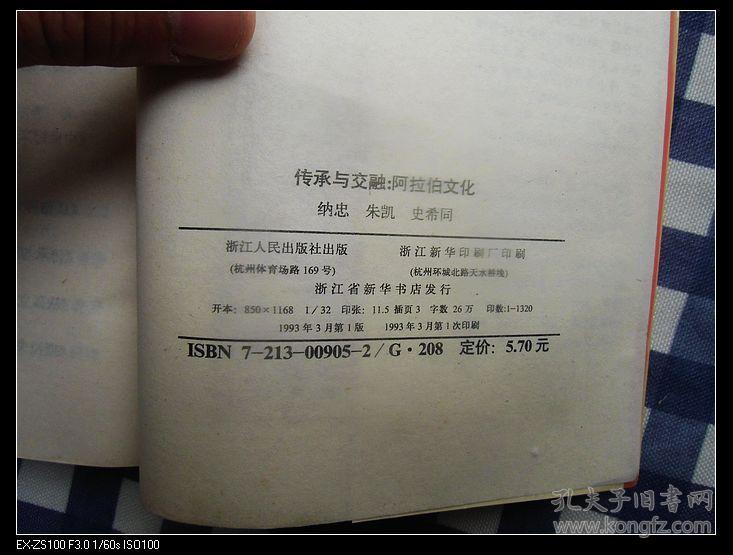 传承与交融:阿拉伯文化
纳忠 朱凯 史希同
浙江人民出版社出版 浙江新华印刷厂印刷
(杭州体育场路169号) (杭州环城北路天水桥堍)
浙江省新华书店发行
开本: 850×1168 1/32 印张: 11.5 插页3 字数26万 印数:1-1320
1993年3月第1版 1993年3月第1次印刷
ISBN 7-213-00905-2/G·208 定价: 5.70元
孔夫子旧书网
www.kongfz.com
EX-ZS100 F3.0 1/60s ISO100